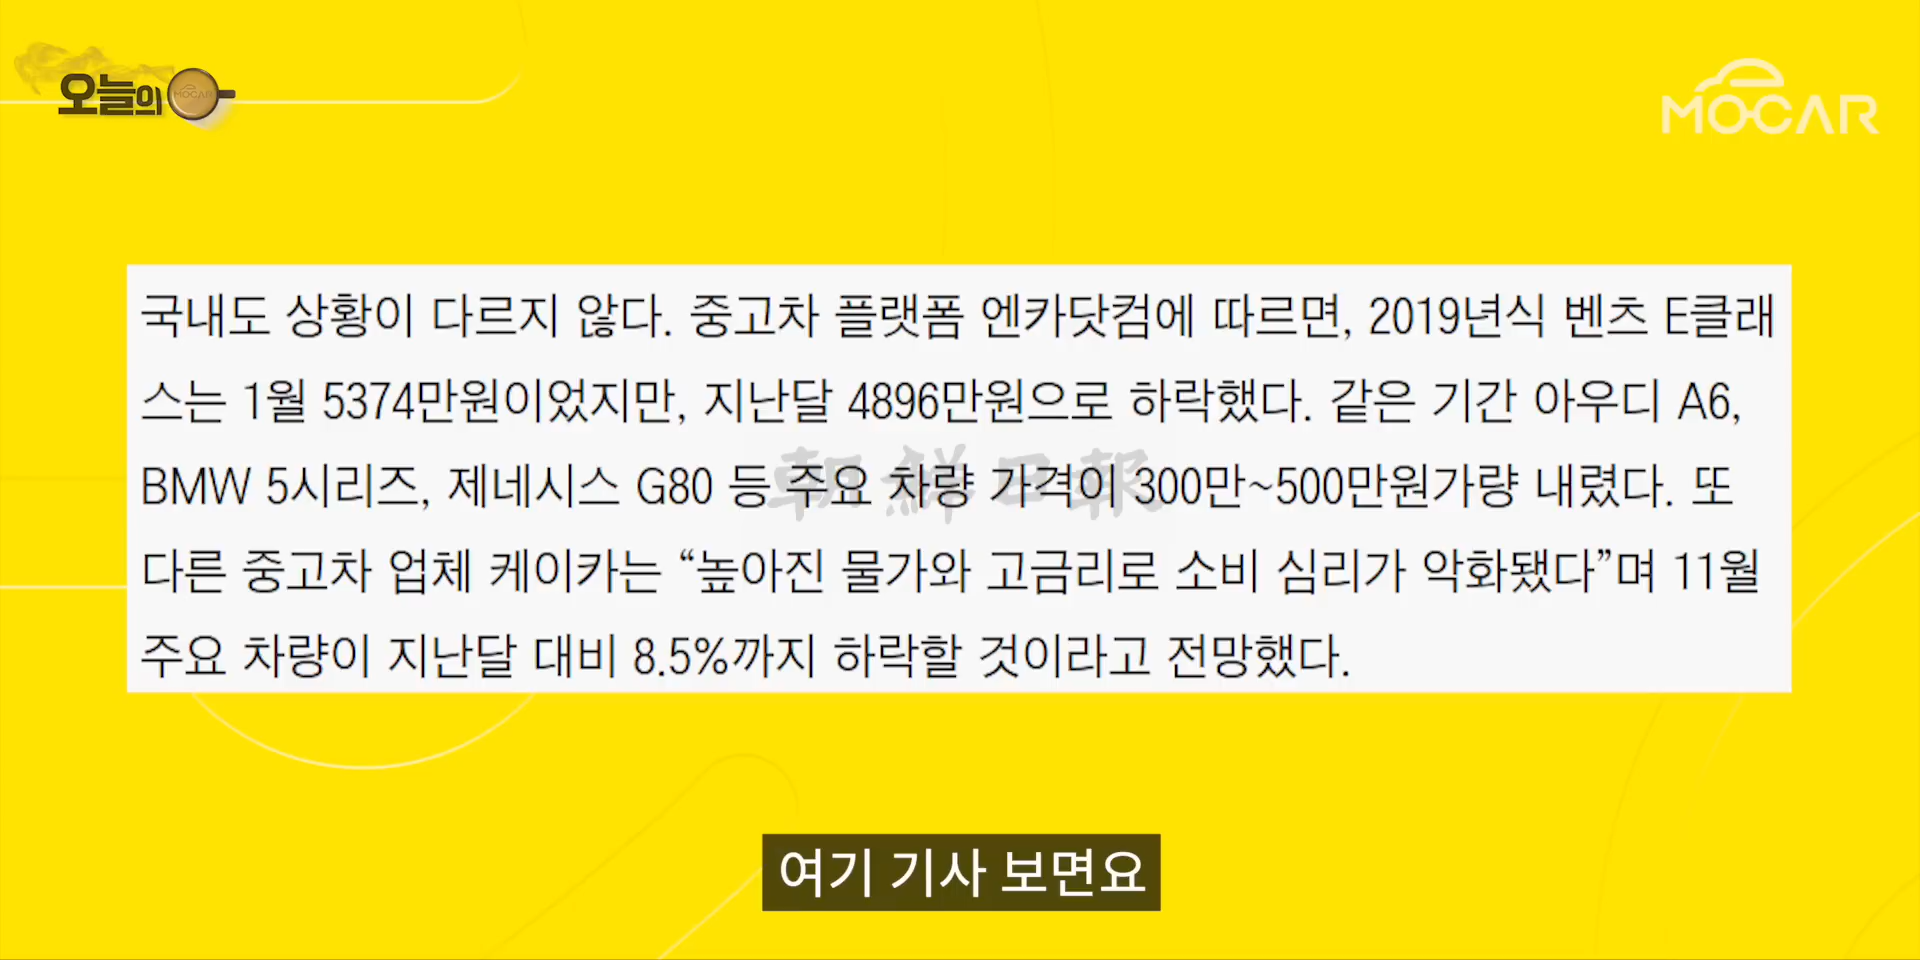 오늘의
MOCAR
MOCAR
국내도 상황이 다르지 않다. 중고차 플랫폼 엔카닷컴에 따르면, 2019년식 벤츠 E클래
스는 1월 5374만원이었지만, 지난달 4896만원으로 하락했다. 같은 기간 아우디 A6,
BMW 5시리즈, 제네시스 G80 등 주요 차량 가격이 300만~500만원가량 내렸다. 또
朝鮮日報
다른 중고차 업체 케이카는 “높아진 물가와 고금리로 소비 심리가 악화됐다”며 11월
주요 차량이 지난달 대비 8.5%까지 하락할 것이라고 전망했다.
여기 기사 보면요